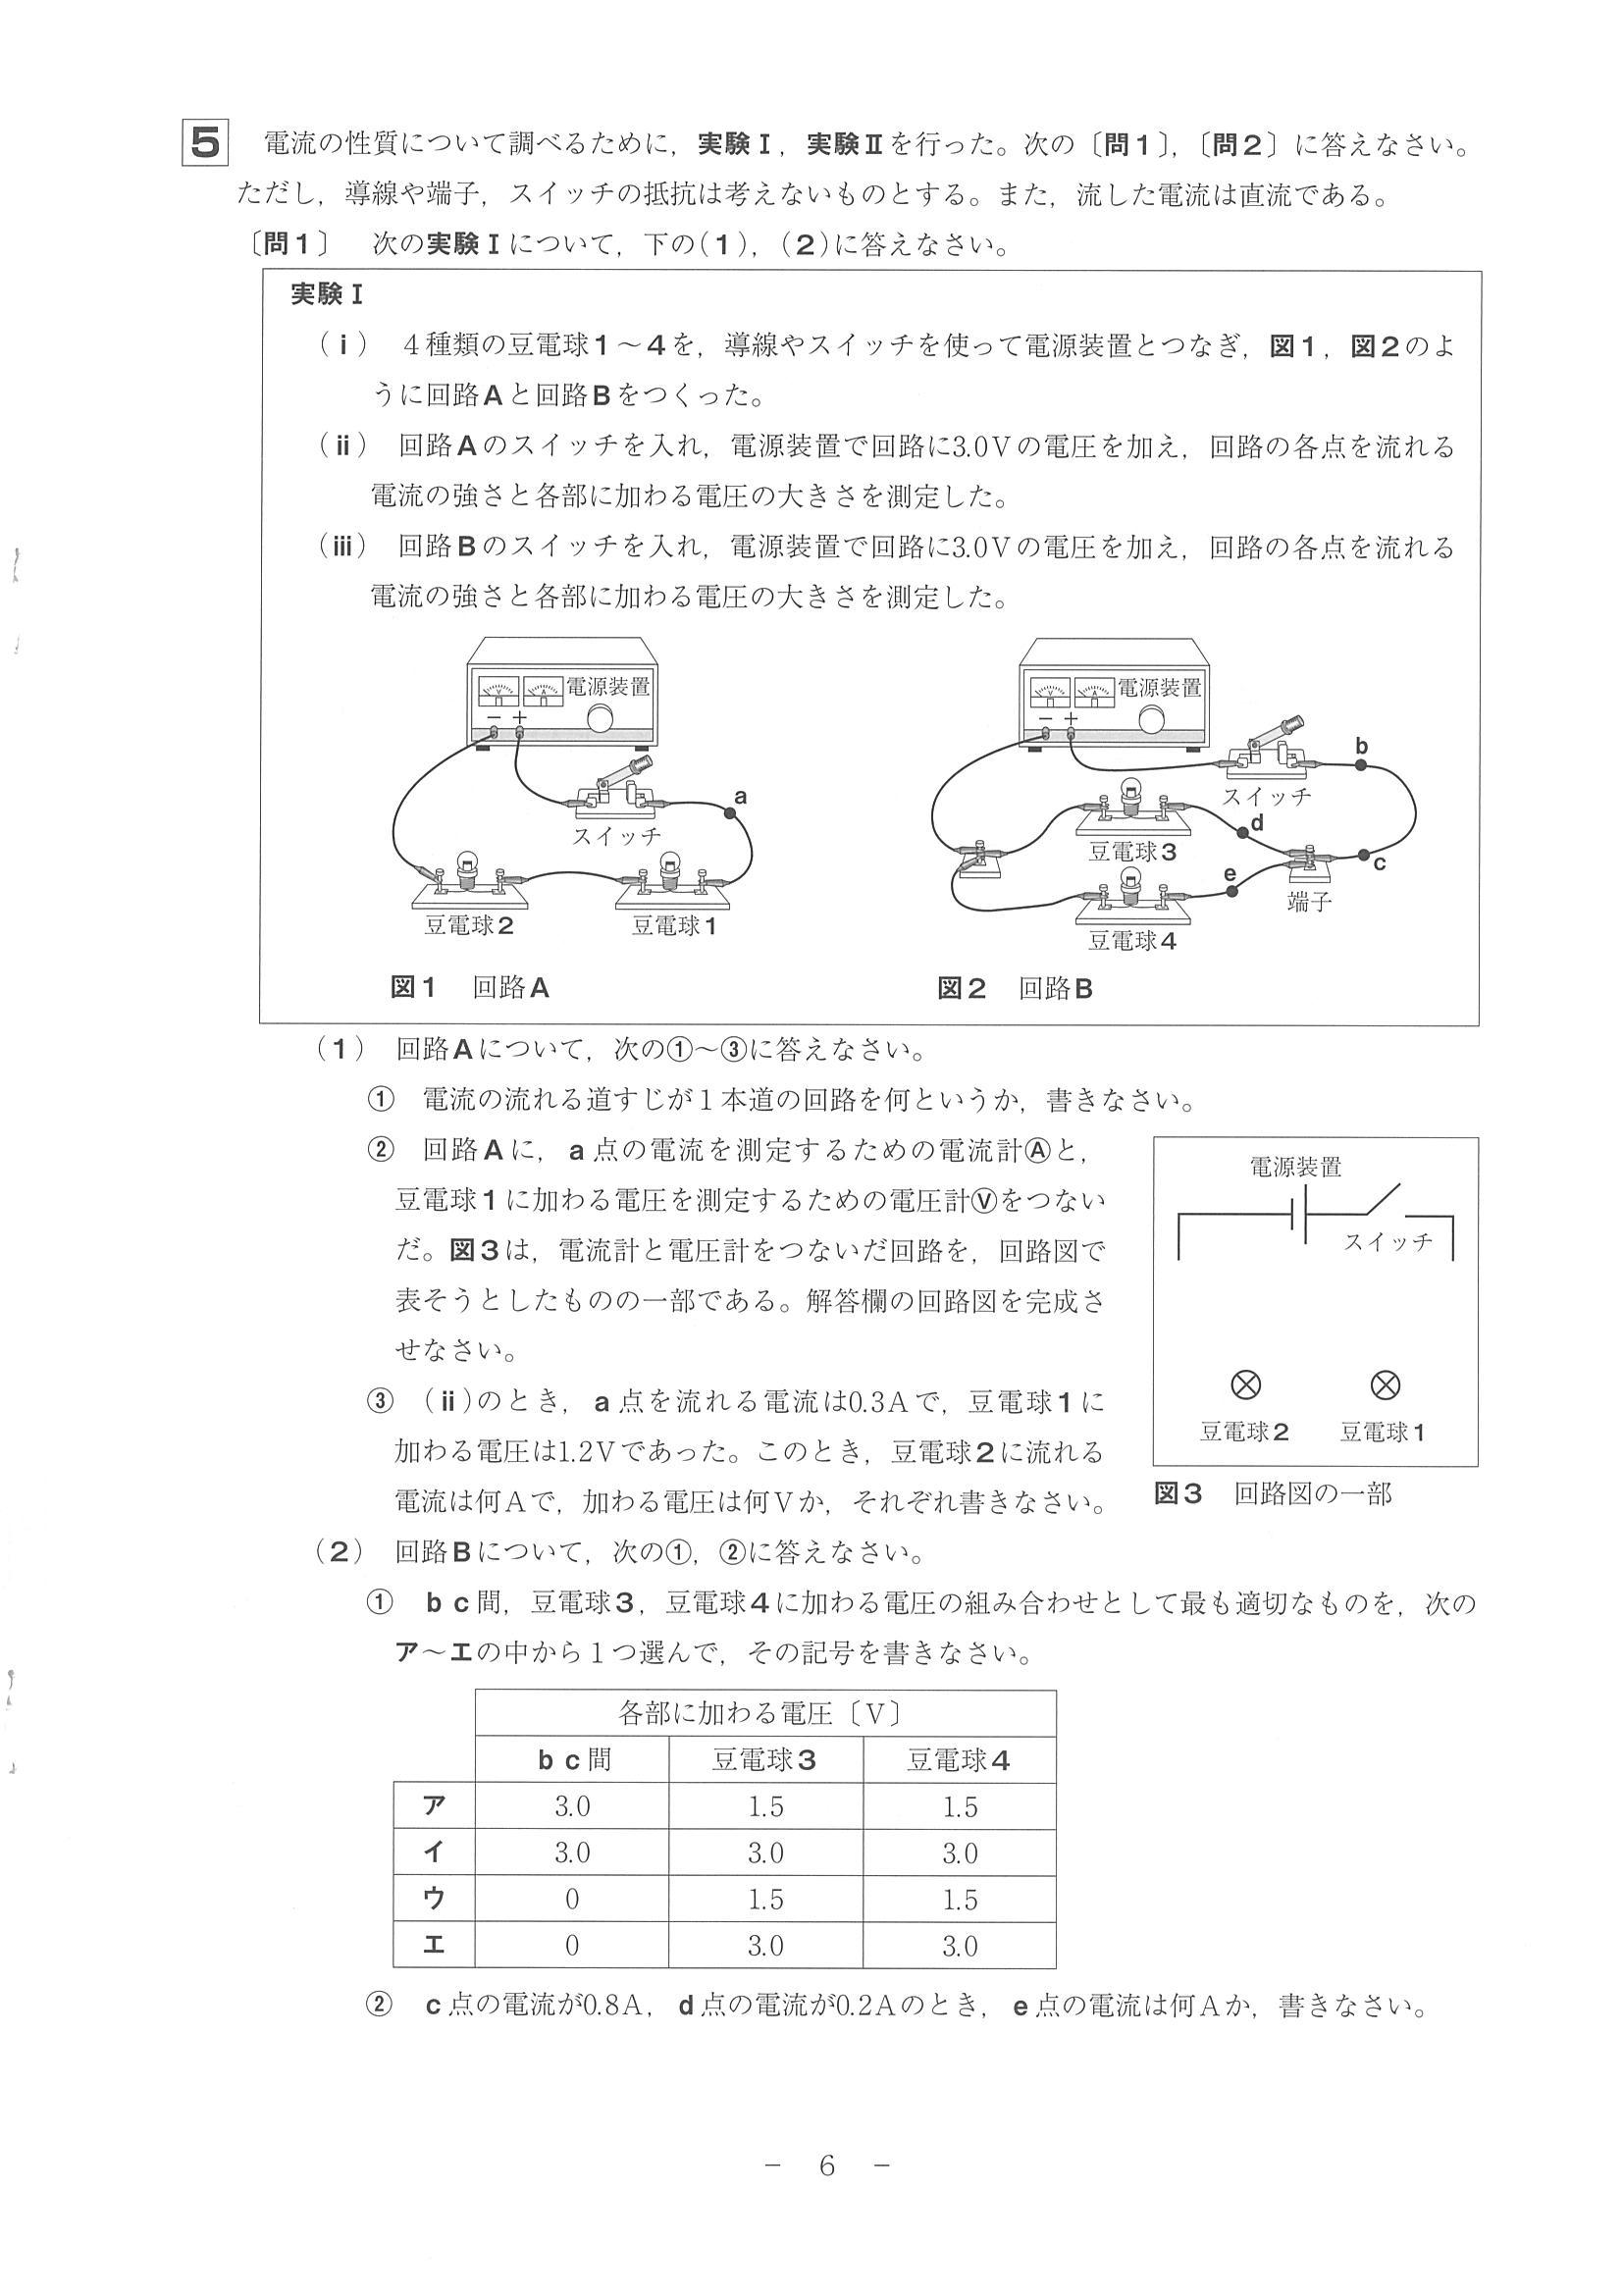 5 電流の性質について調べるために，実験Ⅰ，実験Ⅱを行った。次の〔問１〕，〔問２〕に答えなさい。
ただし，導線や端子，スイッチの抵抗は考えないものとする。また，流した電流は直流である。
〔問１〕 次の実験Ⅰについて，下の(１)，(２)に答えなさい。
実験Ⅰ
（ⅰ） ４種類の豆電球１～４を，導線やスイッチを使って電源装置とつなぎ，図１，図２のよ
うに回路Ａと回路Ｂをつくった。
（ⅱ） 回路Ａのスイッチを入れ，電源装置で回路に3.0Ｖの電圧を加え，回路の各点を流れる
電流の強さと各部に加わる電圧の大きさを測定した。
（ⅲ） 回路Ｂのスイッチを入れ，電源装置で回路に3.0Ｖの電圧を加え，回路の各点を流れる
電流の強さと各部に加わる電圧の大きさを測定した。
V A 電源装置
－ ＋
a
スイッチ
豆電球２ 豆電球１
図１ 回路Ａ
V A 電源装置
－ ＋
b
スイッチ
d
豆電球３
c
e
端子
豆電球４
図２ 回路Ｂ
（１） 回路Ａについて，次の①～③に答えなさい。
① 電流の流れる道すじが１本道の回路を何というか，書きなさい。
② 回路Ａに，ａ点の電流を測定するための電流計Ⓐと，
豆電球１に加わる電圧を測定するための電圧計Ⓥをつない
だ。図３は，電流計と電圧計をつないだ回路を，回路図で
表そうとしたものの一部である。解答欄の回路図を完成さ
せなさい。
③ （ⅱ）のとき，ａ点を流れる電流は0.3Ａで，豆電球１に
加わる電圧は1.2Ｖであった。このとき，豆電球２に流れる
電流は何Ａで，加わる電圧は何Ｖか，それぞれ書きなさい。
電源装置
スイッチ
豆電球２ 豆電球１
図３ 回路図の一部
（２） 回路Ｂについて，次の①，②に答えなさい。
① ｂｃ間，豆電球３，豆電球４に加わる電圧の組み合わせとして最も適切なものを，次の
ア～エの中から１つ選んで，その記号を書きなさい。
各部に加わる電圧〔Ｖ〕
ｂｃ間 豆電球３ 豆電球４
ア 3.0 1.5 1.5
イ 3.0 3.0 3.0
ウ 0 1.5 1.5
エ 0 3.0 3.0
② ｃ点の電流が0.8Ａ，ｄ点の電流が0.2Ａのとき，ｅ点の電流は何Ａか，書きなさい。
－ 6 －